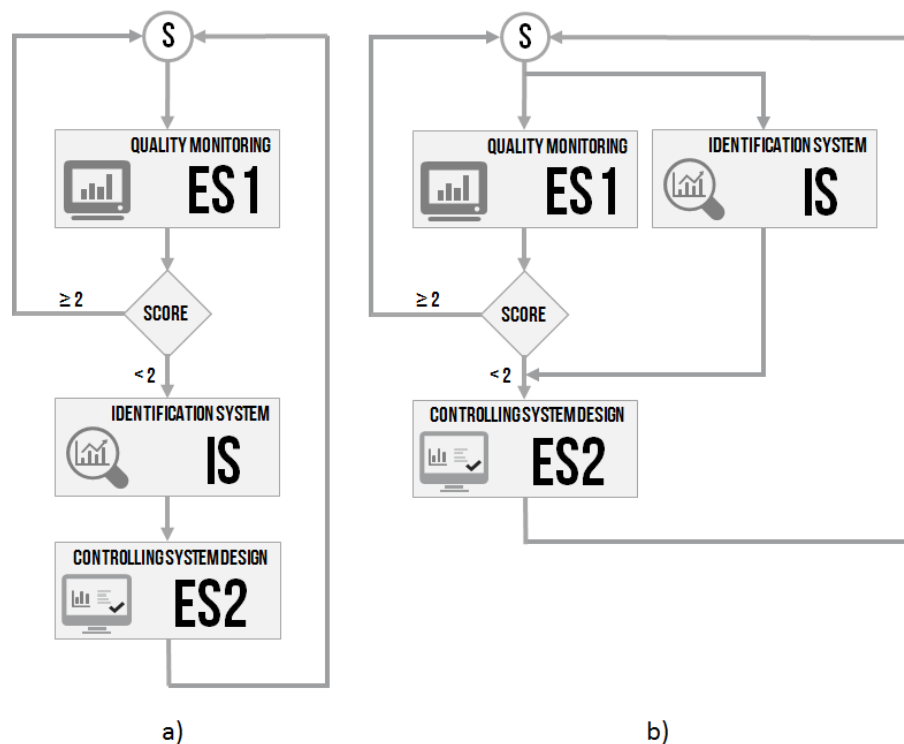 S
QUALITY MONITORING
ES1
≥ 2
SCORE
< 2
IDENTIFICATION SYSTEM
IS
CONTROLLING SYSTEM DESIGN
ES2
a)
S
QUALITY MONITORING
ES1
IDENTIFICATION SYSTEM
IS
≥ 2
SCORE
< 2
CONTROLLING SYSTEM DESIGN
ES2
b)